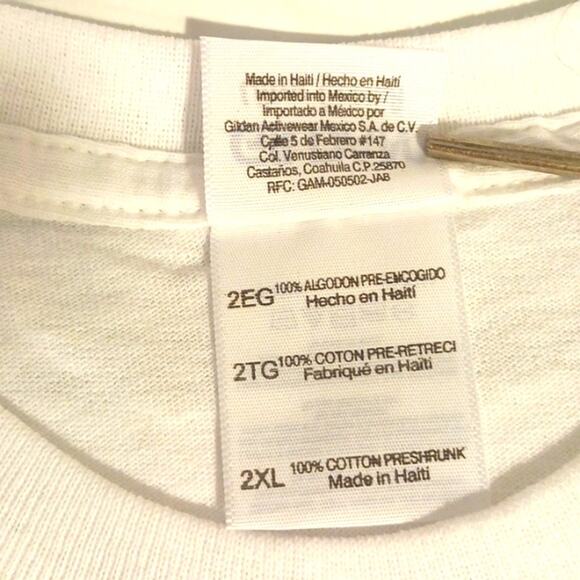 Made in Haiti / Hecho en Haití
Imported into Mexico by /
Importado a México por
Gildan Activewear Mexico S.A. de C.V.
Calle 5 de Febrero #147
Col. Venustiano Carranza
Castaños, Coahuila C.P. 25870
RFC: GAM-050502-JA8
2EG 100% ALGODON PRE-ENCOGIDO
Hecho en Haití
2TG 100% COTON PRE-RETRECI
Fabriqué en Haïti
2XL 100% COTTON PRESHRUNK
Made in Haiti